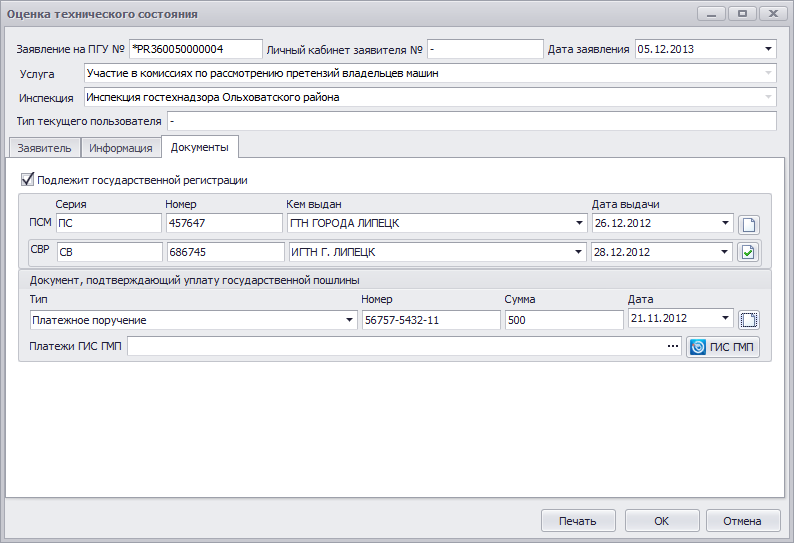 Оценка технического состояния
Заявление на ПГУ № *PR360050000004 Личный кабинет заявителя № - Дата заявления 05.12.2013
Услуга Участие в комиссиях по рассмотрению претензий владельцев машин
Инспекция Инспекция гостехнадзора Ольховатского района
Тип текущего пользователя -
Заявитель Информация Документы
Подлежит государственной регистрации
Серия Номер Кем выдан Дата выдачи
ПСМ ПС 457647 ГТН ГОРОДА ЛИПЕЦК 26.12.2012
СВР СВ 686745 ИГТН Г. ЛИПЕЦК 28.12.2012
Документ, подтверждающий уплату государственной пошлины
Тип Номер Сумма Дата
Платежное поручение 56757-5432-11 500 21.11.2012
Платежи ГИС ГМП ... ГИС ГМП
Печать ОК Отмена